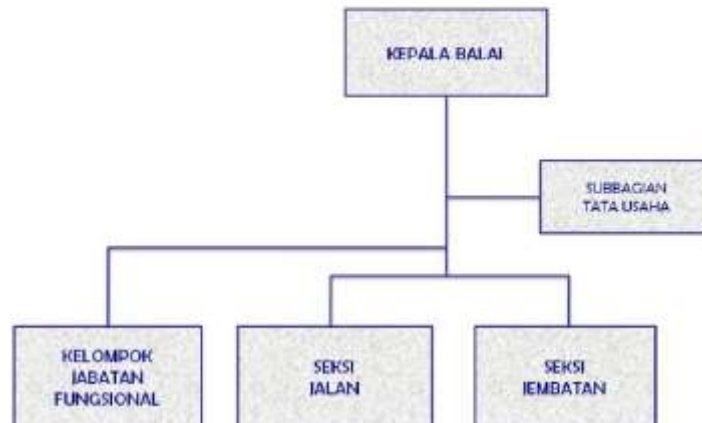 KEPALA BALAI
SUBBAGIAN
TATA USAHA
KELOMPOK
JABATAN
FUNGSIONAL
SEKSI
JALAN
SEKSI
JEMBATAN